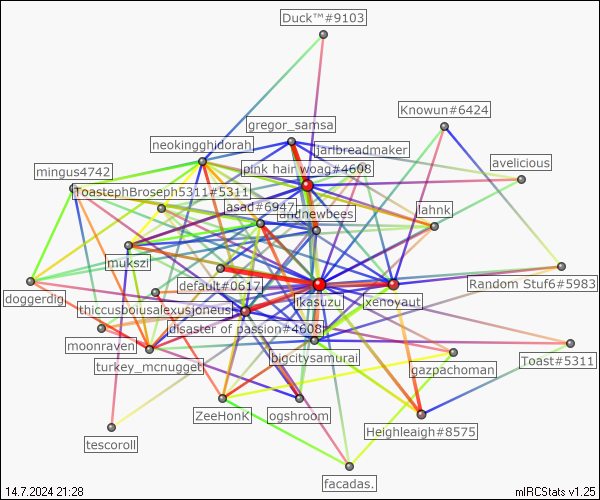 Duck™#9103
Knowun#6424
gregor_samsa
neokingghidorah
jarlbreadmaker
avelicious
mingus4742
pink hair woag#4608
ToastephBroseph5311#5311
asad#6947
andnewbees
lahnk
mukszi
default#0617
ikasuzu
xenoyaut
Random Stuf6#5983
doggerdig
thiccusboiusalexusjoneus
disaster of passion#4608
moonraven
bigcitysamurai
turkey_mcnugget
gazpachoman
Toast#5311
ZeeHonK
ogshroom
Heighleaigh#8575
tescoroll
facadas.
14.7.2024 21:28
mIRCStats v1.25